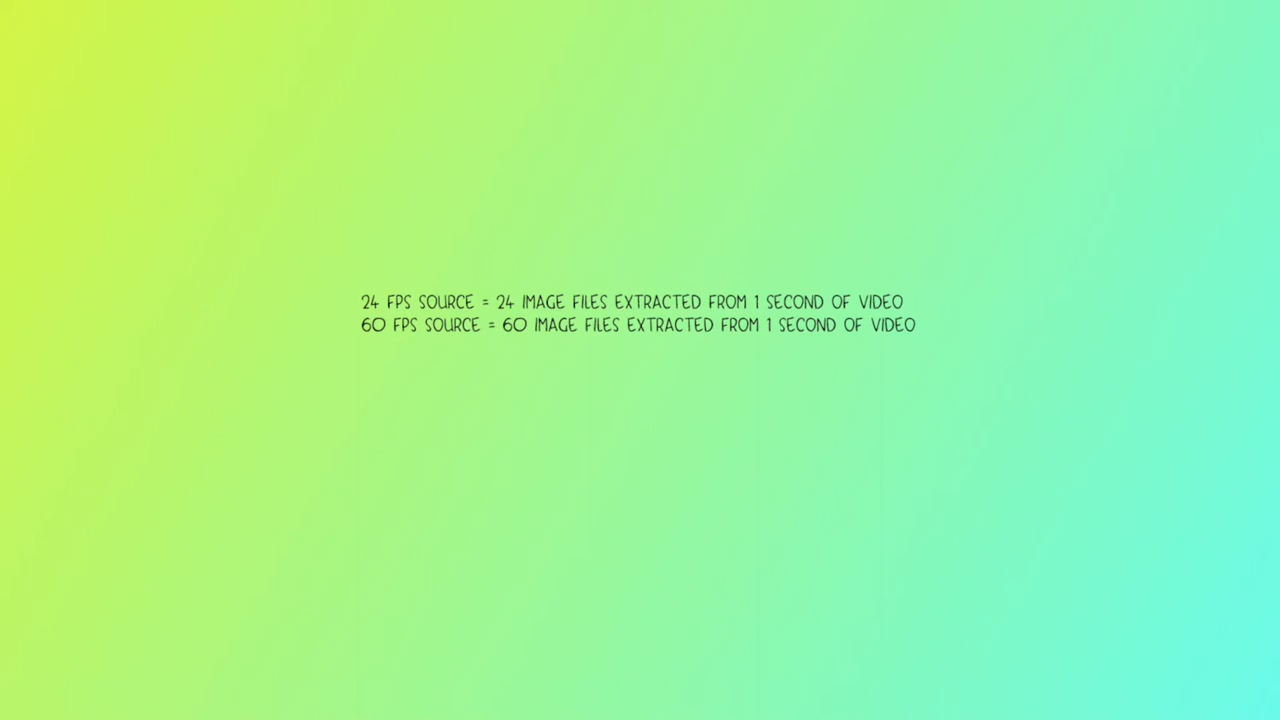 24 FPS SOURCE = 24 IMAGE FILES EXTRACTED FROM 1 SECOND OF VIDEO
60 FPS SOURCE = 60 IMAGE FILES EXTRACTED FROM 1 SECOND OF VIDEO